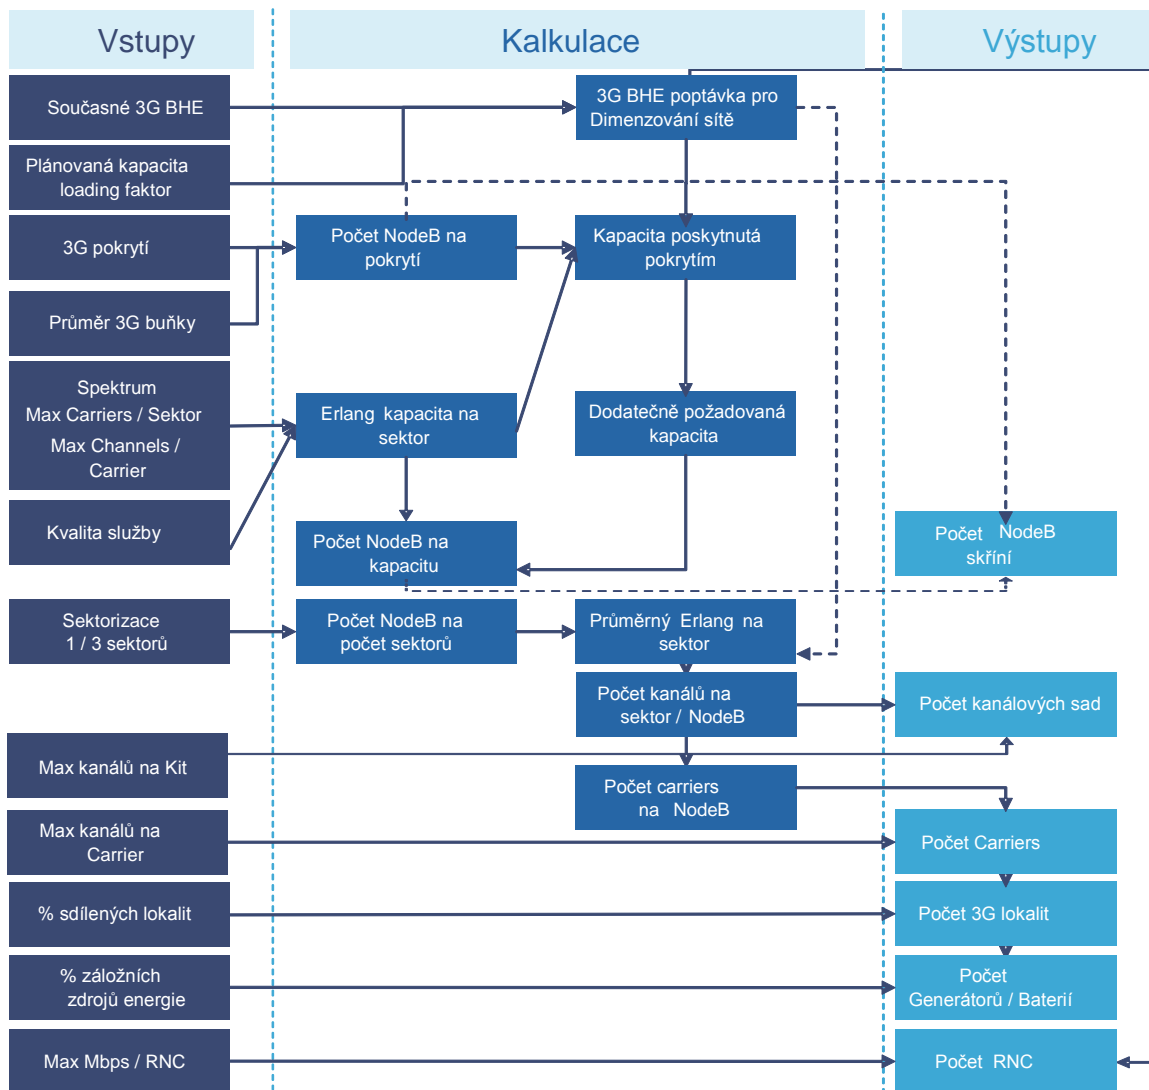 Vstupy
Kalkulace
Výstupy
Současné 3G BHE
3G BHE poptávka pro
Dimenzování sítě
Plánovaná kapacita
loading faktor
3G pokrytí
Počet NodeB na
pokrytí
Kapacita poskytnutá
pokrytím
Průměr 3G buňky
Spektrum
Max Carriers / Sektor
Max Channels /
Carrier
Erlang kapacita na
sektor
Dodatečně požadovaná
kapacita
Kvalita služby
Počet NodeB na
kapacitu
Počet NodeB
skříní
Sektorizace
1 / 3 sektorů
Počet NodeB na
počet sektorů
Průměrný Erlang na
sektor
Počet kanálů na
sektor / NodeB
Počet kanálových sad
Max kanálů na Kit
Počet carriers
na NodeB
Max kanálů na
Carrier
Počet Carriers
% sdílených lokalit
Počet 3G lokalit
% záložních
zdrojů energie
Počet
Generátorů / Baterií
Max Mbps / RNC
Počet RNC